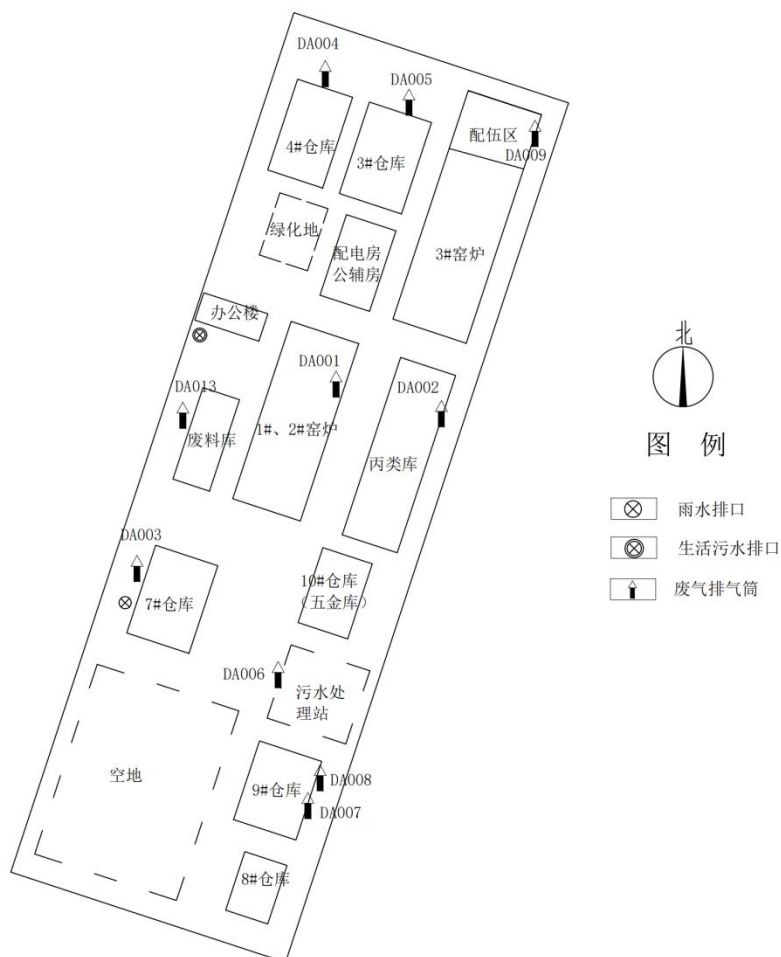 DA004
DA005
配伍区
DA009
4#仓库
3#仓库
绿化地
配电房
公辅房
3#窑炉
办公楼
DA001
DA013
DA002
1#、2#窑炉
废料库
丙类库
DA003
10#仓库
（五金库）
7#仓库
DA006
污水处
理站
空地
DA008
9#仓库
DA007
8#仓库
北
图 例
雨水排口
生活污水排口
废气排气筒